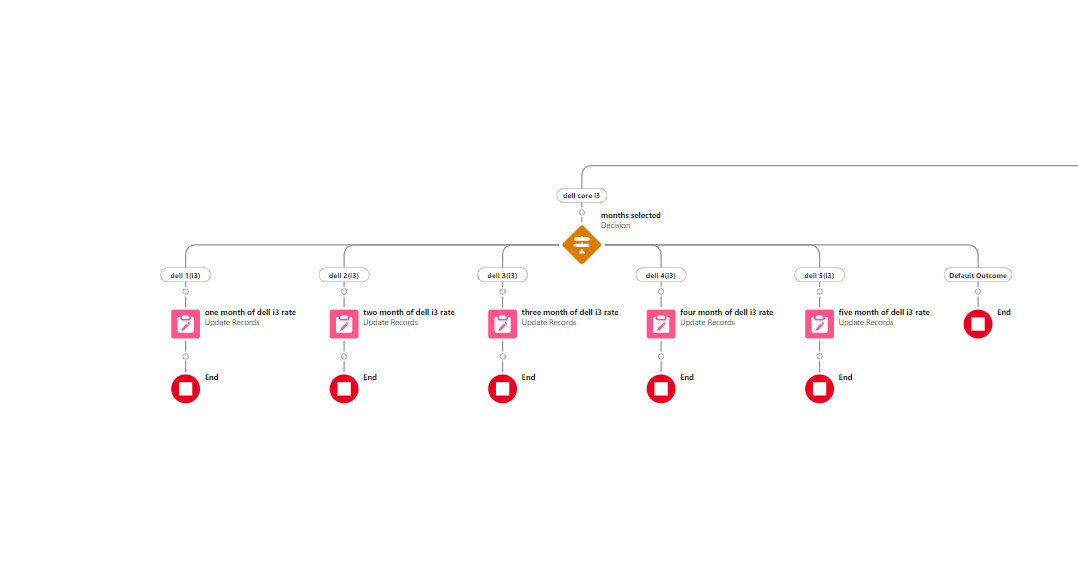 dell core i3
months selected
Decision
dell 1(i3)
dell 2(i3)
dell 3(i3)
dell 4(i3)
dell 5(i3)
Default Outcome
one month of dell i3 rate
Update Records
two month of dell i3 rate
Update Records
three month of dell i3 rate
Update Records
four month of dell i3 rate
Update Records
five month of dell i3 rate
Update Records
End
End
End
End
End
End